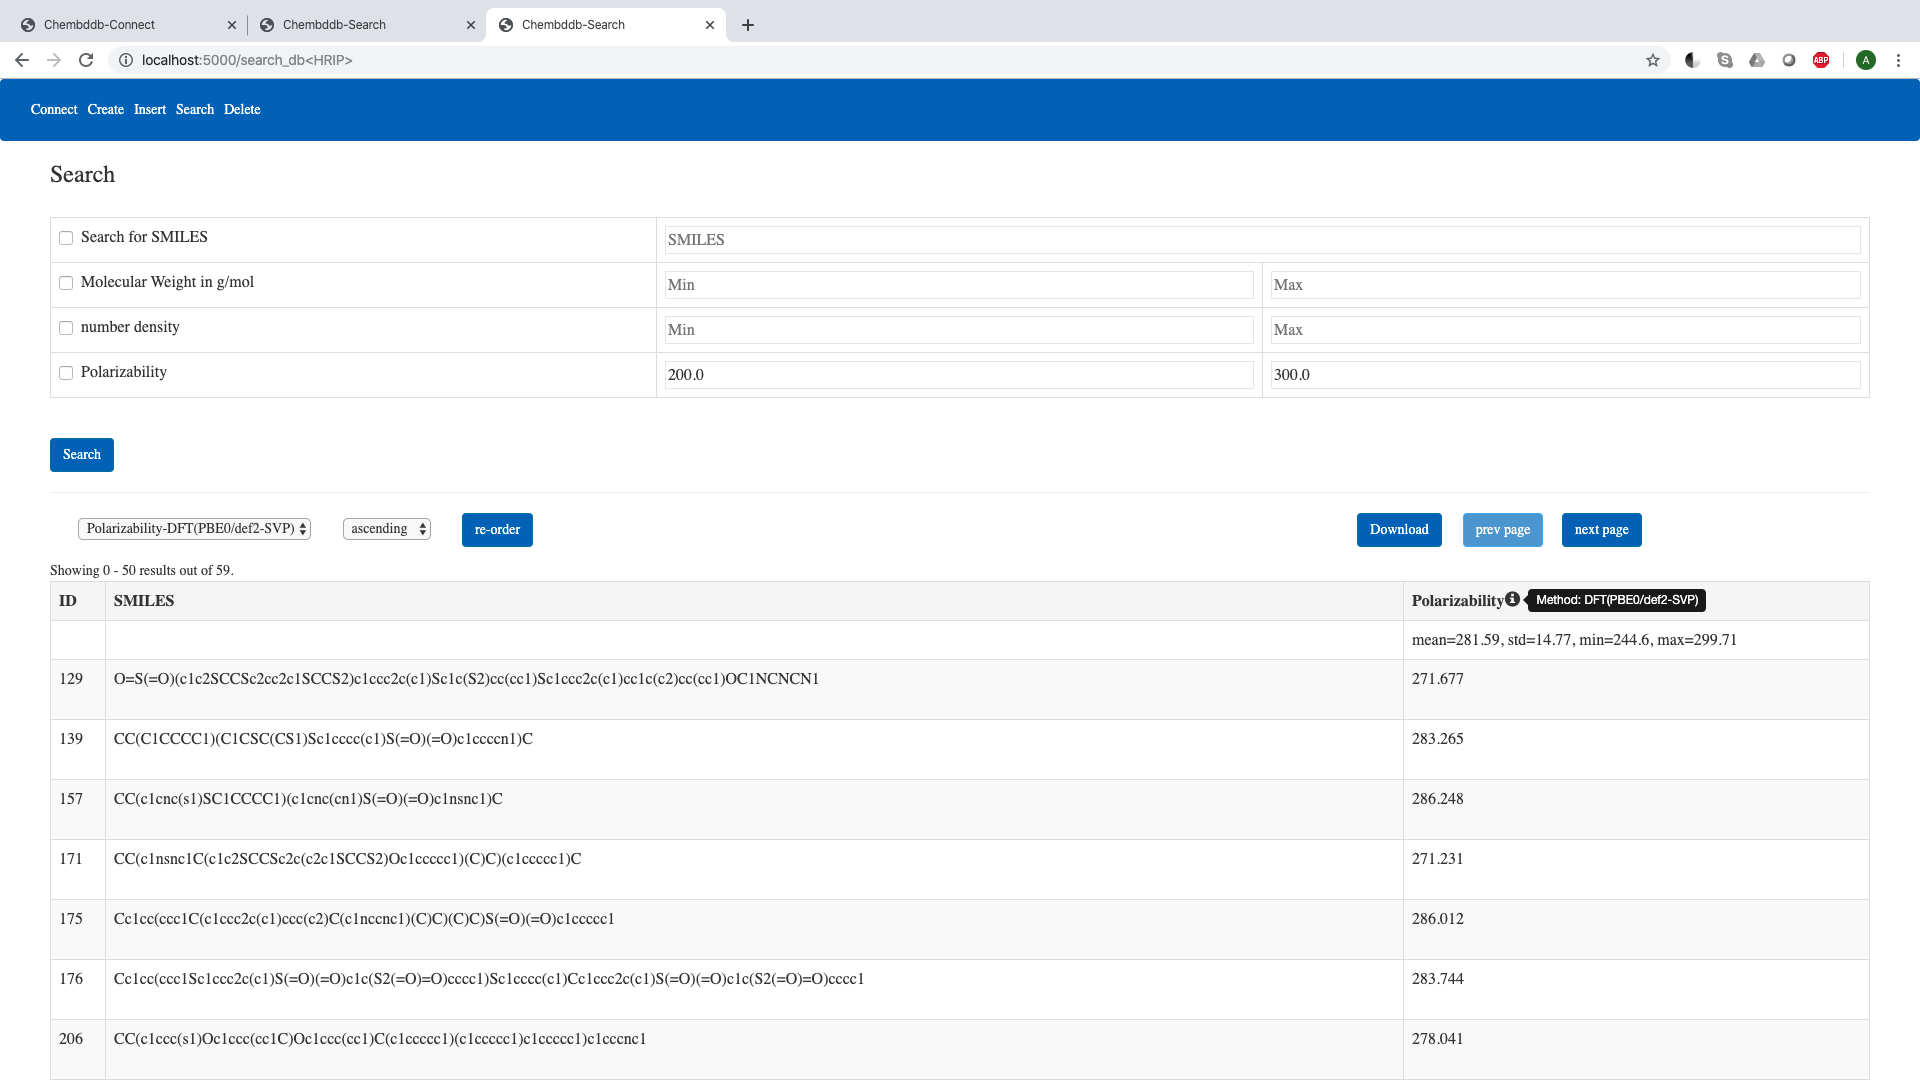 Chembddb-Connect
Chembddb-Search
Chembddb-Search
localhost:5000/search_db<HRIP>
ABP
A
Connect Create Insert Search Delete
Search
Search for SMILES
SMILES
Molecular Weight in g/mol
Min
Max
number density
Min
Max
Polarizability
200.0
300.0
Search
Polarizability-DFT(PBE0/def2-SVP)
ascending
re-order
Download
prev page
next page
Showing 0 - 50 results out of 59.
ID SMILES Polarizability Method: DFT(PBE0/def2-SVP)
mean=281.59, std=14.77, min=244.6, max=299.71
129 O=S(=O)(c1c2SCCSc2cc2c1SCCS2)c1ccc2c(c1)Sc1c(S2)cc(cc1)Sc1ccc2c(c1)cc1c(c2)cc(cc1)OC1NCNCN1 271.677
139 CC(C1CCCC1)(C1CSC(CS1)Sc1cccc(c1)S(=O)(=O)c1ccccn1)C 283.265
157 CC(c1cnc(s1)SC1CCCC1)(c1cnc(cn1)S(=O)(=O)c1nsnc1)C 286.248
171 CC(c1nsnc1C(c1c2SCCSc2c(c2c1SCCS2)Oc1ccccc1)(C)C)(c1ccccc1)C 271.231
175 Cc1cc(ccc1C(c1ccc2c(c1)ccc(c2)C(c1nccnc1)(C)C)(C)C)S(=O)(=O)c1ccccc1 286.012
176 Cc1cc(ccc1Sc1ccc2c(c1)S(=O)(=O)c1c(S2(=O)=O)cccc1)Sc1cccc(c1)Cc1ccc2c(c1)S(=O)(=O)c1c(S2(=O)=O)cccc1 283.744
206 CC(c1ccc(s1)Oc1ccc(cc1C)Oc1ccc(cc1)C(c1ccccc1)(c1ccccc1)c1ccccc1)c1cccnc1 278.041